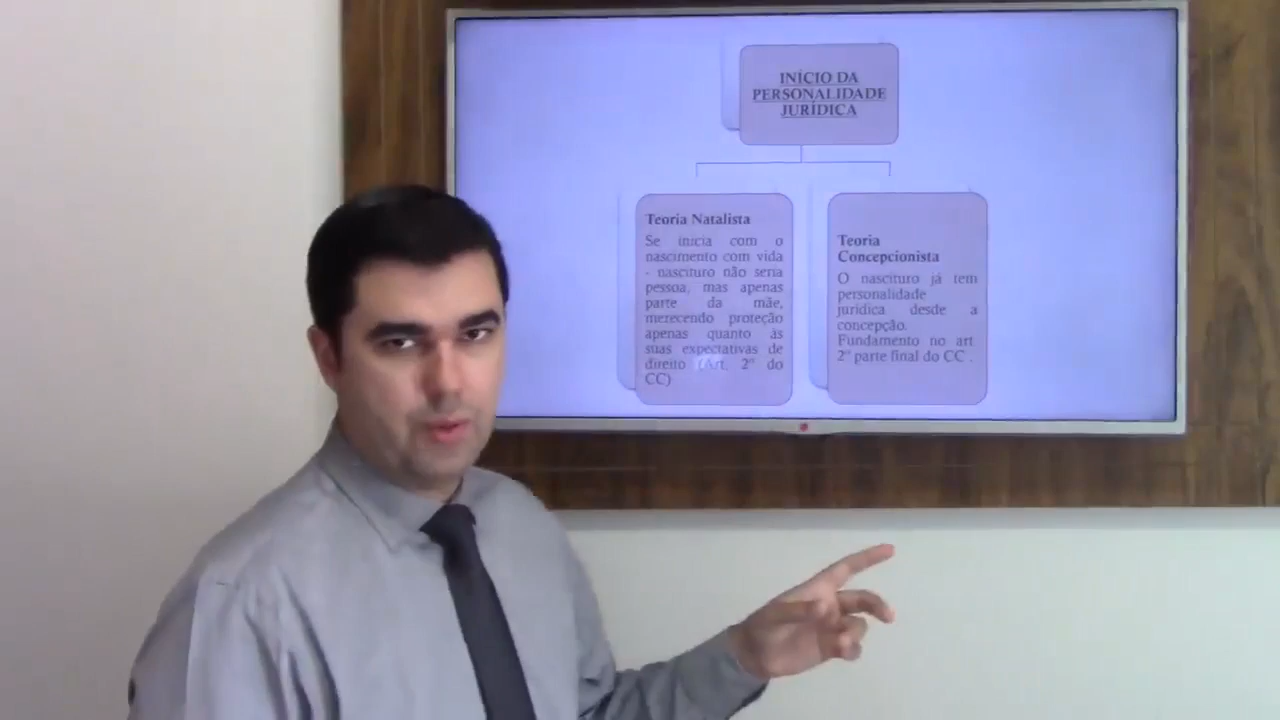 INÍCIO DA
PERSONALIDADE
JURÍDICA
Teoria Natalista
Se inicia com o
nascimento com vida
- nascituro não seria
pessoa, mas apenas
parte da mãe,
merecendo proteção
apenas quanto às
suas expectativas de
direito (Art. 2º do
CC)
Teoria
Concepcionista
O nascituro já tem
personalidade
jurídica desde a
concepção.
Fundamento no art
2º parte final do CC .